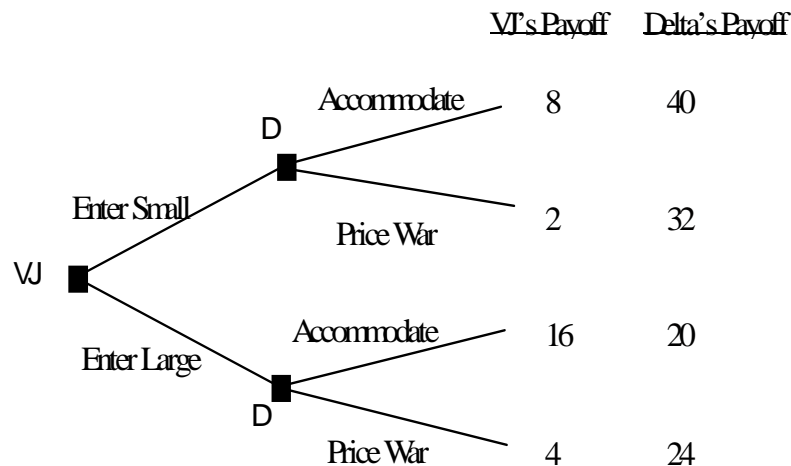 VJ's Payoff Delta's Payoff
Accommodate 8 40
D
Enter Small
Price War 2 32
VJ
Accommodate 16 20
Enter Large
D
Price War 4 24